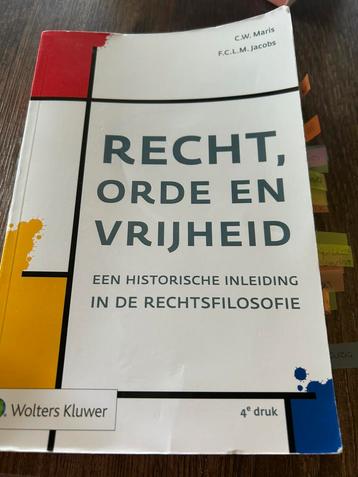 C.W. Maris
F.C.L.M. Jacobs
RECHT,
ORDE EN
VRIJHEID
EEN HISTORISCHE INLEIDING
IN DE RECHTSFILOSOFIE
Wolters Kluwer
4e druk